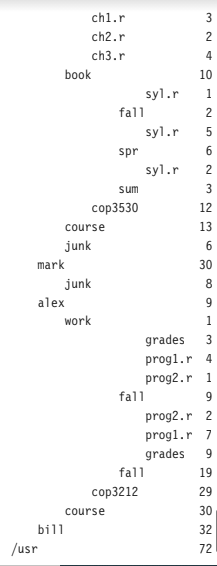 ch1.r 3
ch2.r 2
ch3.r 4
book 10
syl.r 1
fall 2
syl.r 5
spr 6
syl.r 2
sum 3
cop3530 12
course 13
junk 6
mark 30
junk 8
alex 9
work 1
grades 3
prog1.r 4
prog2.r 1
fall 9
prog2.r 2
prog1.r 7
grades 9
fall 19
cop3212 29
course 30
bill 32
/usr 72